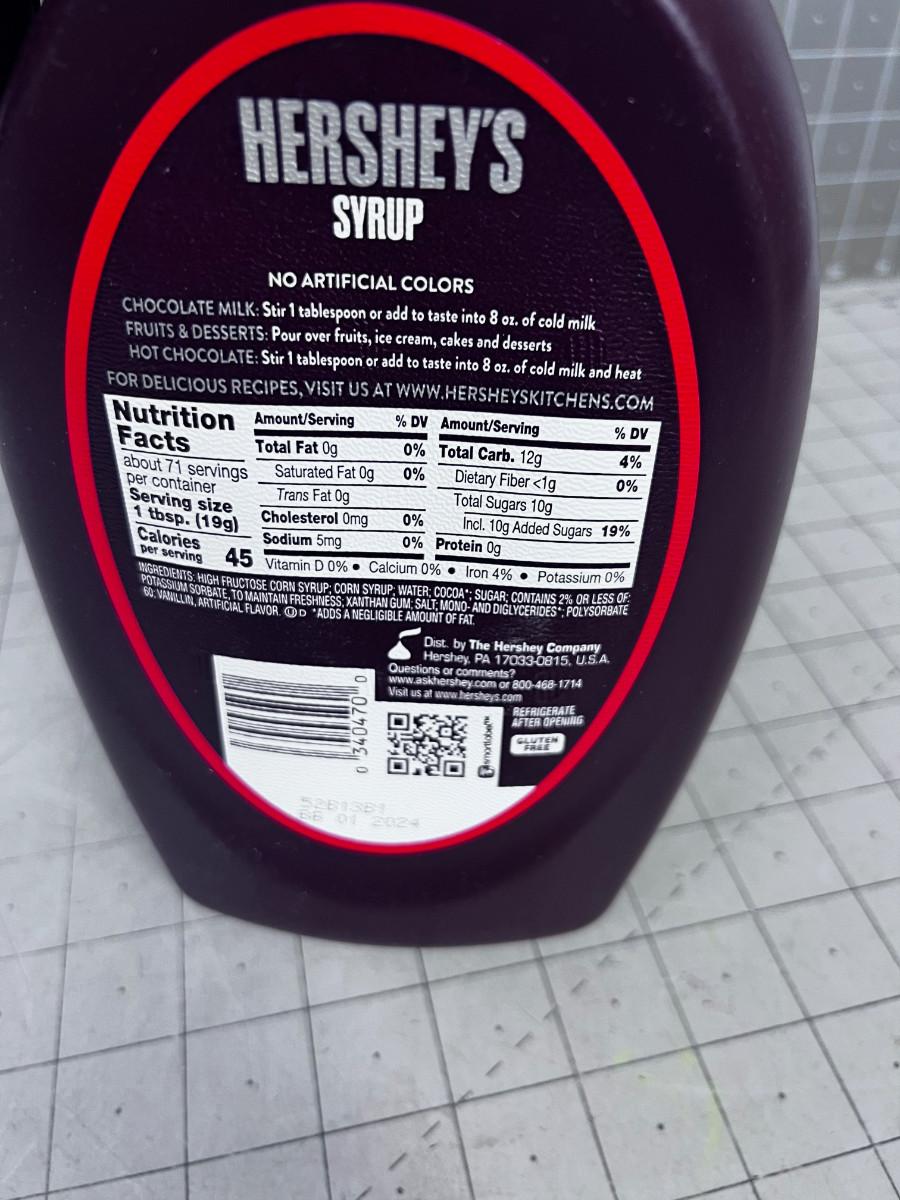 HERSHEY'S
SYRUP
NO ARTIFICIAL COLORS
CHOCOLATE MILK: Stir 1 tablespoon or add to taste into 8 oz. of cold milk
FRUITS & DESSERTS: Pour over fruits, ice cream, cakes and desserts
HOT CHOCOLATE: Stir 1 tablespoon or add to taste into 8 oz. of cold milk and heat
FOR DELICIOUS RECIPES, VISIT US AT WWW.HERSHEYSKITCHENS.COM
Nutrition
Facts
about 71 servings
per container
Serving size
1 tbsp. (19g)
Calories
per serving 45
Amount/Serving % DV
Total Fat 0g 0%
Saturated Fat 0g 0%
Trans Fat 0g
Cholesterol 0mg 0%
Sodium 5mg 0%
Amount/Serving % DV
Total Carb. 12g 4%
Dietary Fiber <1g 0%
Total Sugars 10g
Incl. 10g Added Sugars 19%
Protein 0g
Vitamin D 0% • Calcium 0% • Iron 4% • Potassium 0%
INGREDIENTS: HIGH FRUCTOSE CORN SYRUP; CORN SYRUP; WATER; COCOA*; SUGAR; CONTAINS 2% OR LESS OF:
POTASSIUM SORBATE, TO MAINTAIN FRESHNESS; XANTHAN GUM; SALT; MONO- AND DIGLYCERIDES*; POLYSORBATE
60; VANILLIN, ARTIFICIAL FLAVOR. Ⓤ D *ADDS A NEGLIGIBLE AMOUNT OF FAT.
Dist. by The Hershey Company
Hershey, PA 17033-0815, U.S.A.
Questions or comments?
www.askhershey.com or 800-468-1714
Visit us at www.hersheys.com
0 340470 0
smartlabel™
REFRIGERATE
AFTER OPENING
GLUTEN
FREE
01 2024